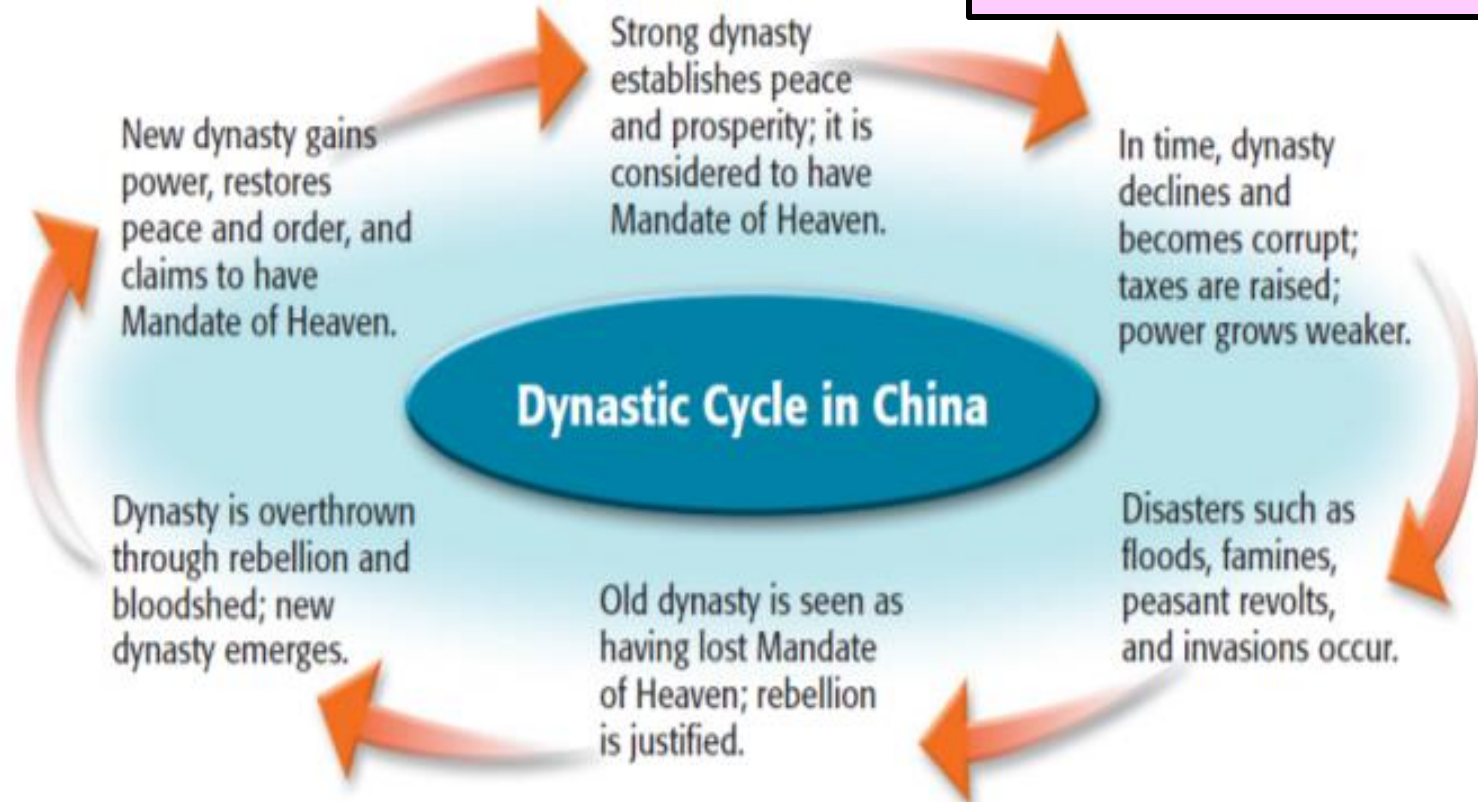 Strong dynasty
establishes peace
and prosperity; it is
considered to have
Mandate of Heaven.
In time, dynasty
declines and
becomes corrupt;
taxes are raised;
power grows weaker.
Disasters such as
floods, famines,
peasant revolts,
and invasions occur.
Old dynasty is seen as
having lost Mandate
of Heaven; rebellion
is justified.
Dynasty is overthrown
through rebellion and
bloodshed; new
dynasty emerges.
New dynasty gains
power, restores
peace and order, and
claims to have
Mandate of Heaven.
Dynastic Cycle in China